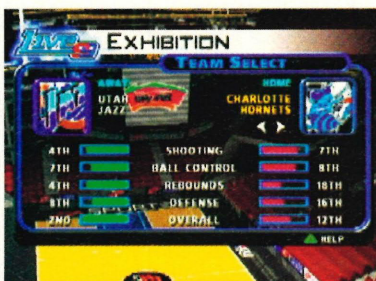 LIVE EXHIBITION
TEAM SELECT
AWAY
UTAH
JAZZ
HOME
CHARLOTTE
HORNETS
4TH SHOOTING 7TH
7TH BALL CONTROL 8TH
4TH REBOUNDS 18TH
8TH DEFENSE 16TH
2ND OVERALL 12TH
HELP